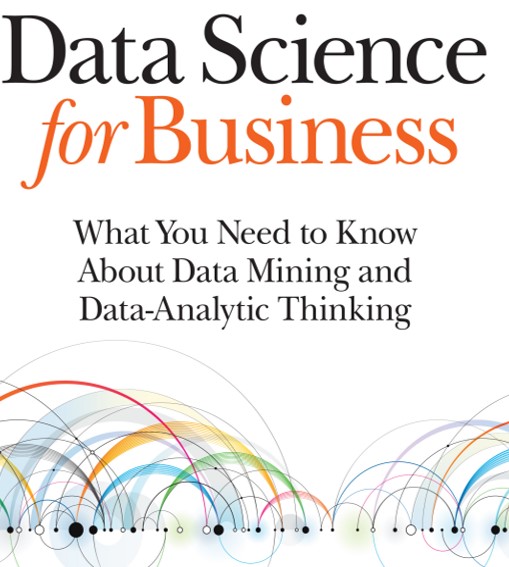 Data Science
for Business
What You Need to Know
About Data Mining and
Data-Analytic Thinking